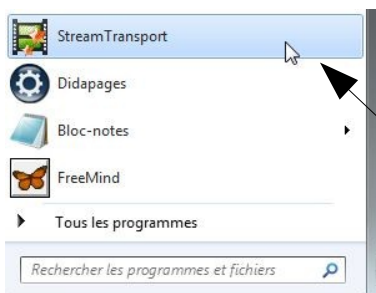 StreamTransport
Didapages
Bloc-notes
FreeMind
Tous les programmes
Rechercher les programmes et fichiers